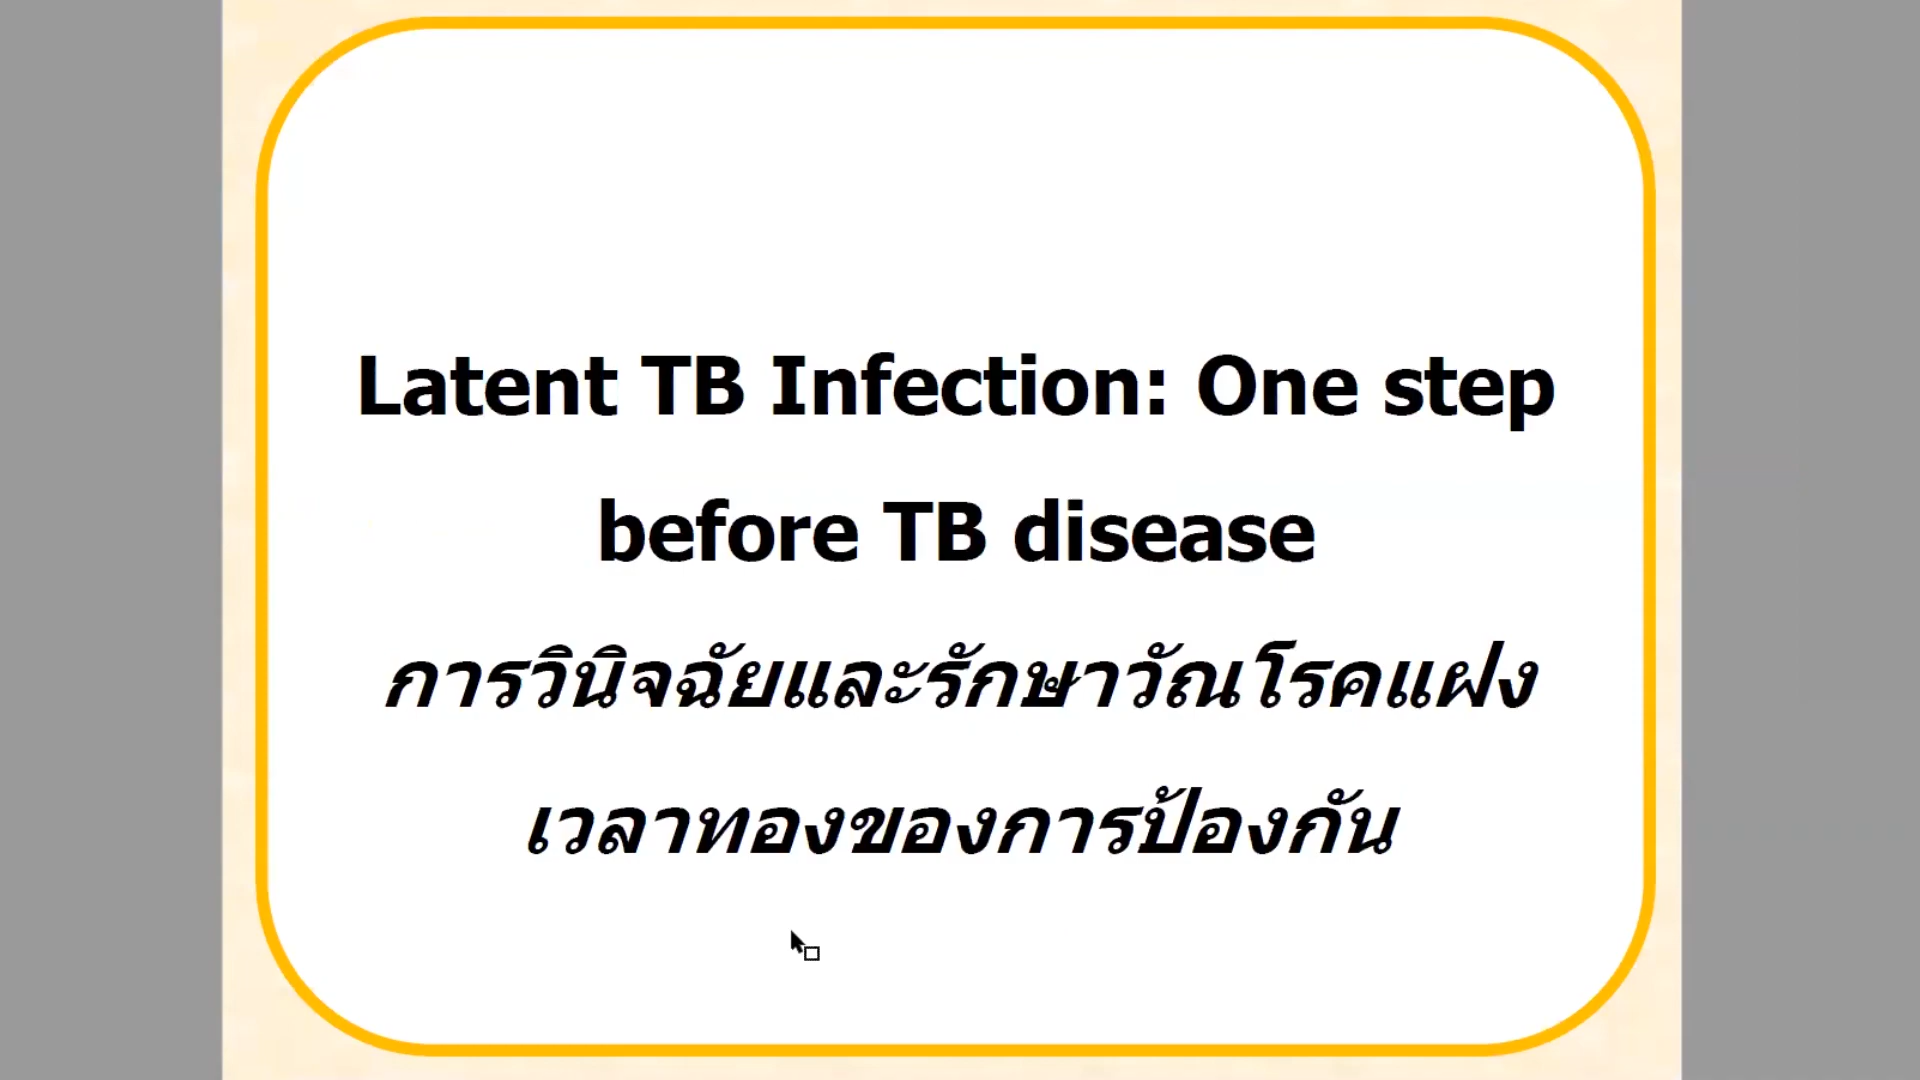 Latent TB Infection: One step
before TB disease
การวินิจฉัยและรักษาวัณโรคแฝง
เวลาทองของการป้องกัน